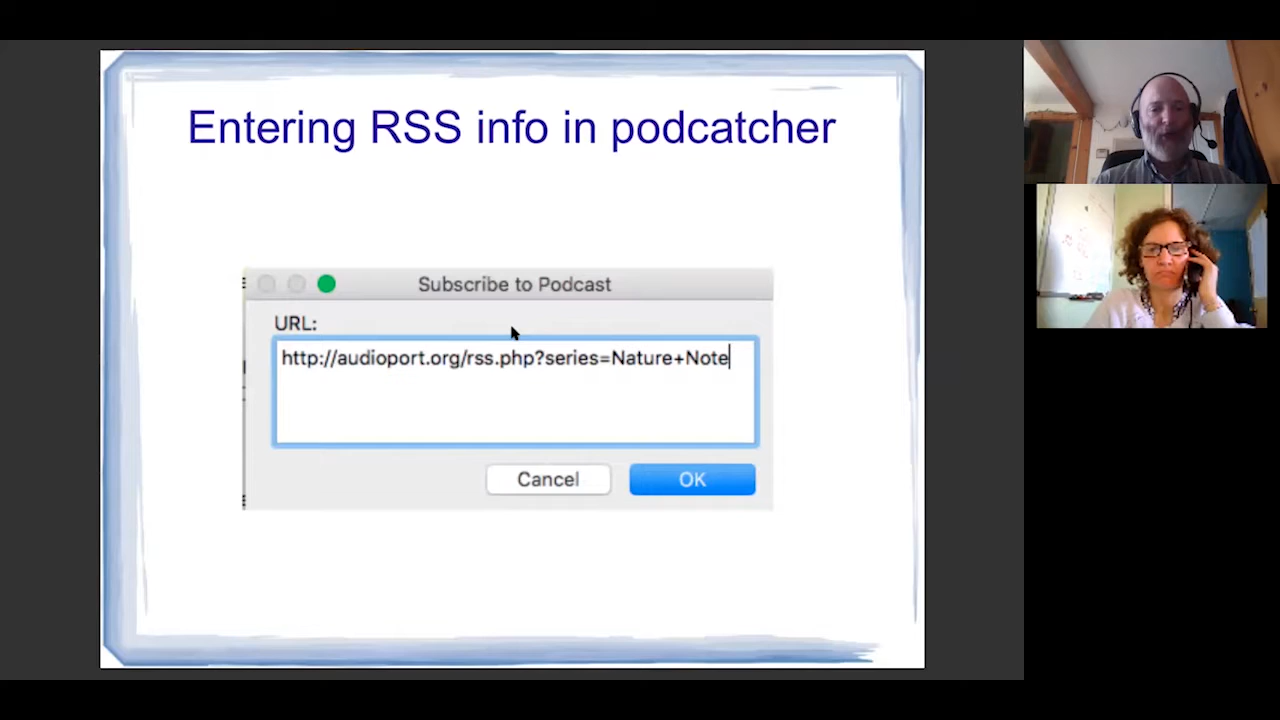 Entering RSS info in podcatcher
Subscribe to Podcast
URL:
http://audioport.org/rss.php?series=Nature+Note
Cancel
OK